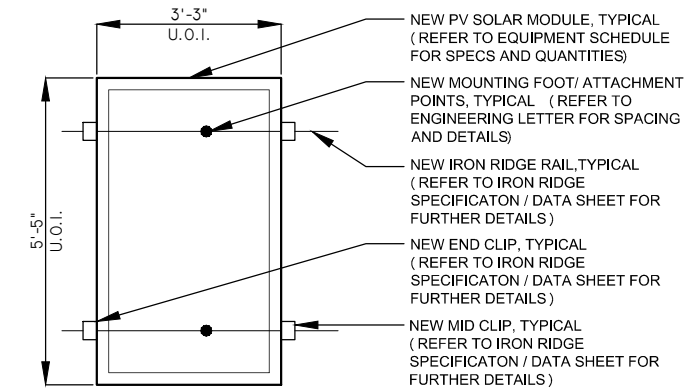 3'-3"
U.O.I.
5'-5"
U.O.I.
NEW PV SOLAR MODULE, TYPICAL
( REFER TO EQUIPMENT SCHEDULE
FOR SPECS AND QUANTITIES)
NEW MOUNTING FOOT/ ATTACHMENT
POINTS, TYPICAL ( REFER TO
ENGINEERING LETTER FOR SPACING
AND DETAILS)
NEW IRON RIDGE RAIL,TYPICAL
( REFER TO IRON RIDGE
SPECIFICATON / DATA SHEET FOR
FURTHER DETAILS )
NEW END CLIP, TYPICAL
( REFER TO IRON RIDGE
SPECIFICATON / DATA SHEET FOR
FURTHER DETAILS )
NEW MID CLIP, TYPICAL
( REFER TO IRON RIDGE
SPECIFICATON / DATA SHEET FOR
FURTHER DETAILS )